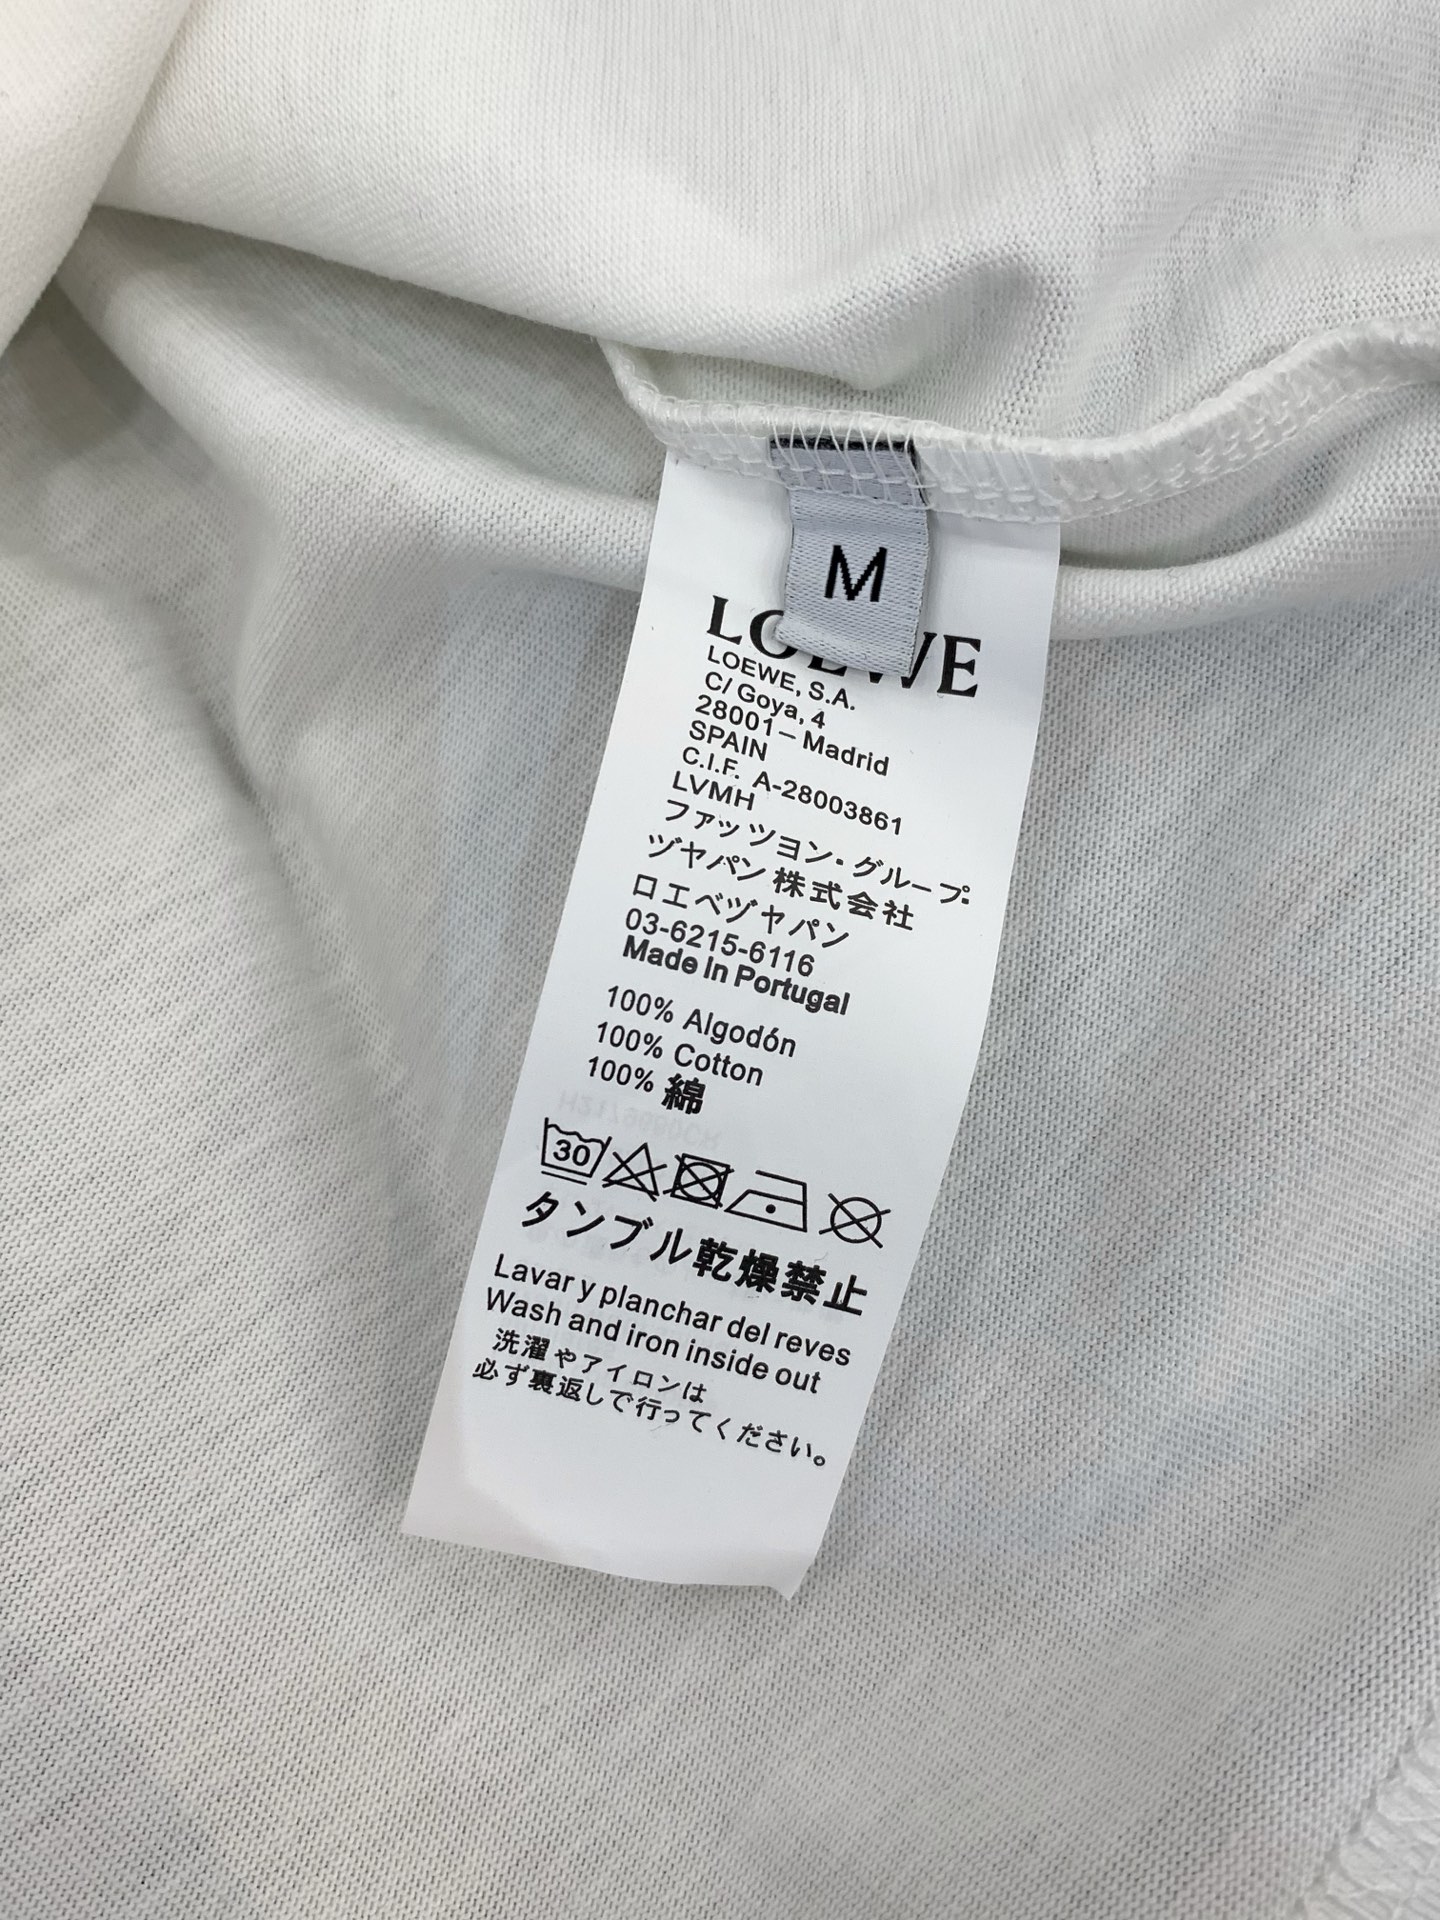 M
LOEWE
LOEWE, S.A.
C/ Goya, 4
28001-Madrid
SPAIN
C.I.F. A-28003861
LVMH
ファッツヨン・グループ・
ヅヤパン 株式会社
ロエベヅヤパン
03-6215-6116
Made in Portugal
100% Algodón
100% Cotton
100% 綿
30
タンブル乾燥禁止
Lavar y planchar del reves
Wash and iron inside out
洗濯やアイロンは
必ず裏返しで行ってください。